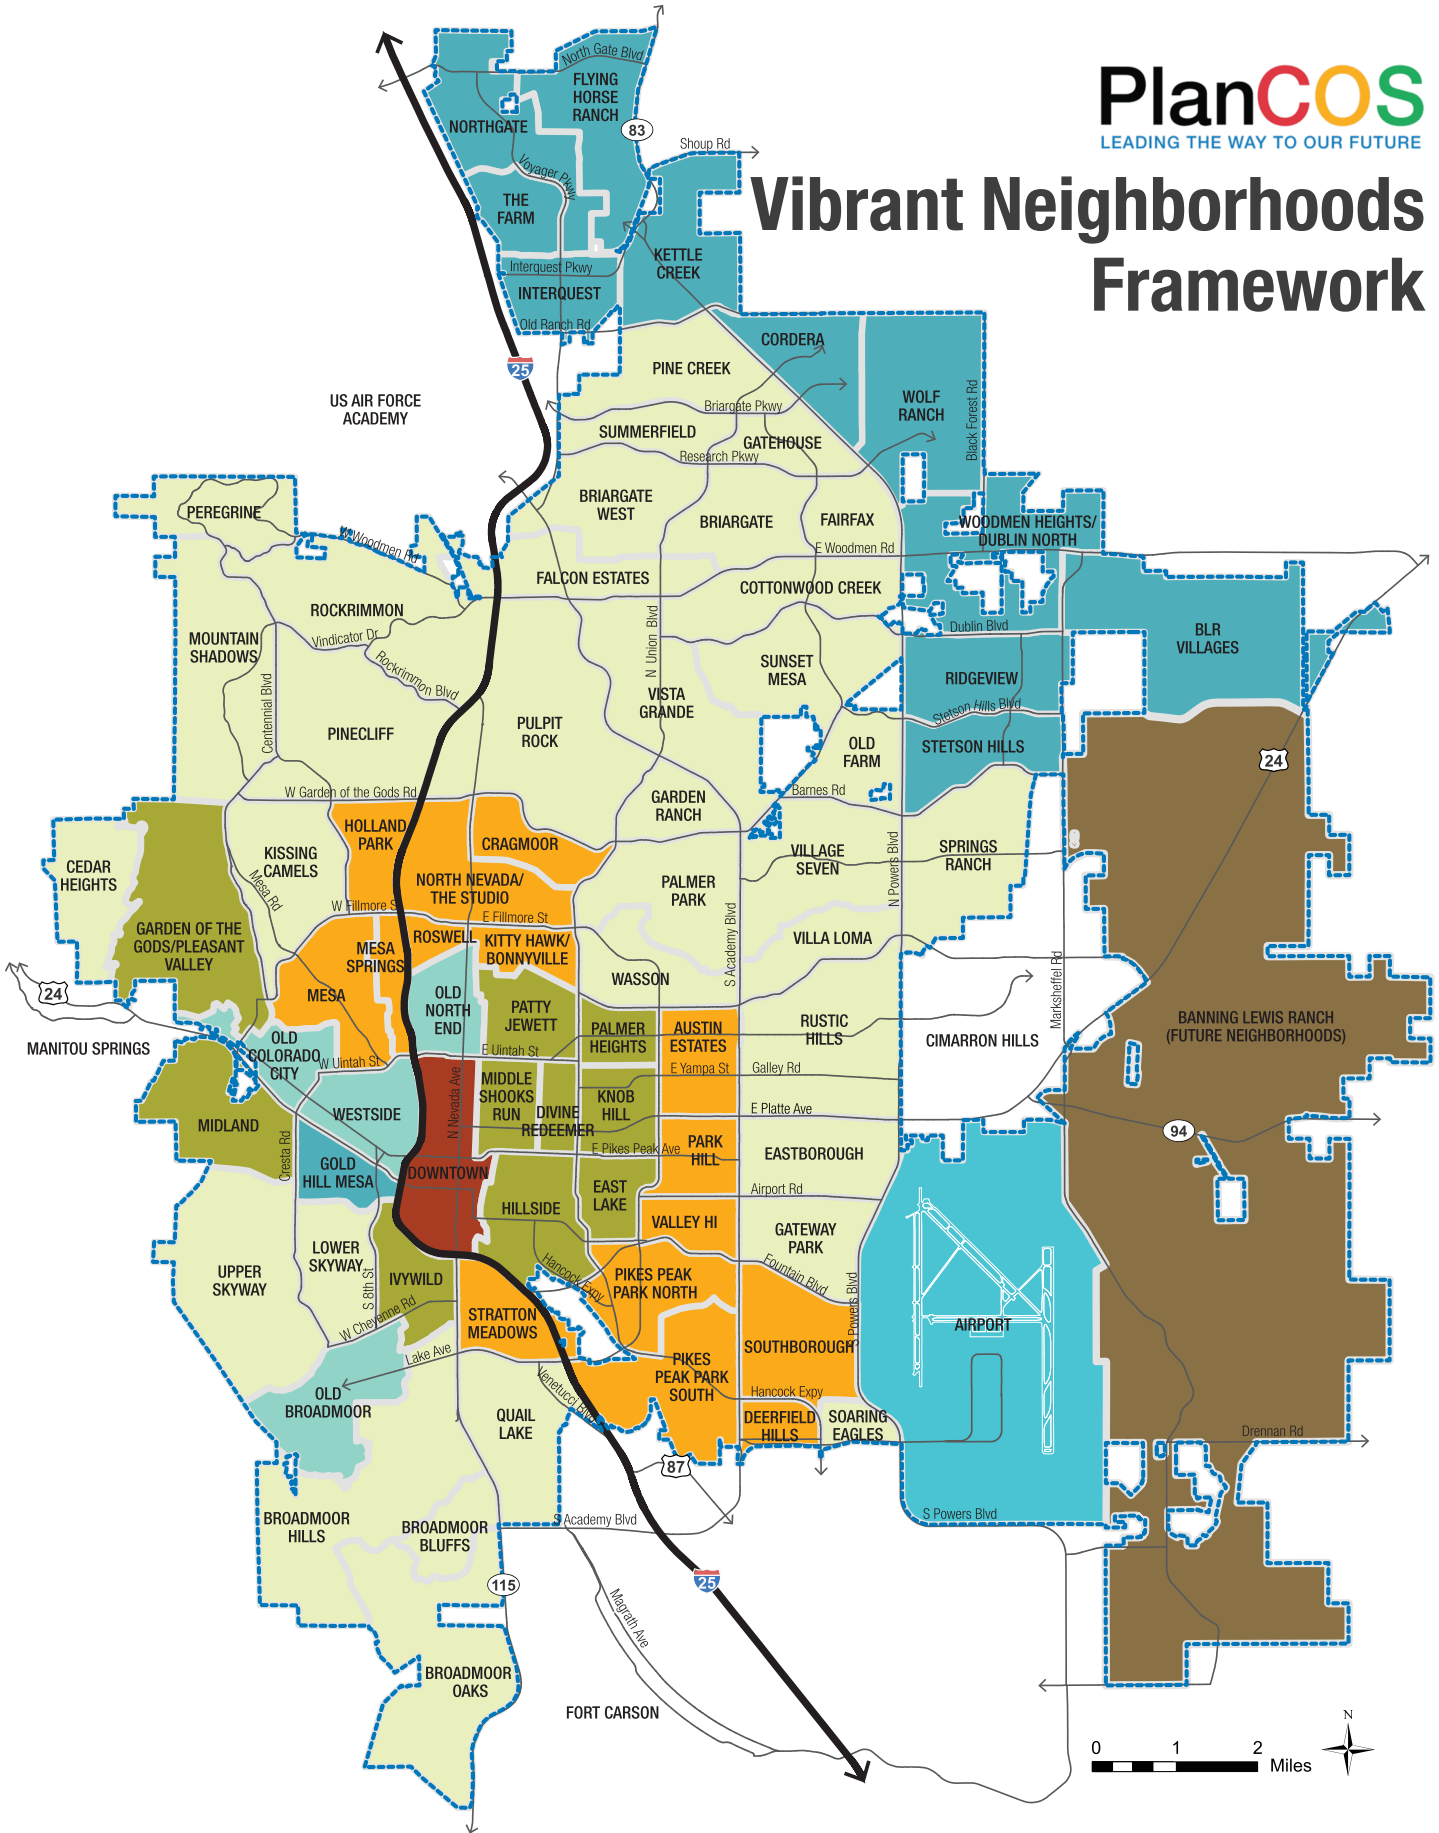 PlanCOS
LEADING THE WAY TO OUR FUTURE
Vibrant Neighborhoods
Framework
North Gate Blvd
FLYING
HORSE
RANCH
NORTHGATE
83
Shoup Rd
Voyager Pkwy
THE
FARM
KETTLE
CREEK
Interquest Pkwy
INTERQUEST
Old Ranch Rd
CORDERA
25
PINE CREEK
US AIR FORCE
ACADEMY
WOLF
RANCH
Black Forest Rd
Briargate Pkwy
SUMMERFIELD
GATEHOUSE
Research Pkwy
BRIARGATE
WEST
BRIARGATE
FAIRFAX
PEREGRINE
WOODMEN HEIGHTS/
DUBLIN NORTH
W Woodmen Rd
E Woodmen Rd
FALCON ESTATES
COTTONWOOD CREEK
ROCKRIMMON
Vindicator Dr
MOUNTAIN
SHADOWS
N Union Blvd
Dublin Blvd
BLR
VILLAGES
Rockrimmon Blvd
SUNSET
MESA
RIDGEVIEW
Centennial Blvd
VISTA
GRANDE
Stetson Hills Blvd
PINECLIFF
PULPIT
ROCK
OLD
FARM
STETSON HILLS
24
W Garden of the Gods Rd
GARDEN
RANCH
Barnes Rd
HOLLAND
PARK
CRAGMOOR
KISSING
CAMELS
CEDAR
HEIGHTS
VILLAGE
SEVEN
N Powers Blvd
SPRINGS
RANCH
Mesa Rd
NORTH NEVADA/
THE STUDIO
PALMER
PARK
W Fillmore S
E Fillmore St
GARDEN OF THE
GODS/PLEASANT
VALLEY
MESA
SPRINGS
ROSWELL
KITTY HAWK/
BONNYVILLE
S Academy Blvd
VILLA LOMA
WASSON
24
MESA
OLD
NORTH
END
PATTY
JEWETT
Marksheffel Rd
MANITOU SPRINGS
PALMER
HEIGHTS
AUSTIN
ESTATES
RUSTIC
HILLS
CIMARRON HILLS
BANNING LEWIS RANCH
(FUTURE NEIGHBORHOODS)
OLD
COLORADO
CITY
W Uintah St
E Uintah St
E Yampa St
Galley Rd
MIDLAND
WESTSIDE
N Nevada Ave
MIDDLE
SHOOKS
RUN
DIVINE
REDEEMER
KNOB
HILL
E Platte Ave
94
Cresta Rd
GOLD
HILL MESA
DOWNTOWN
E Pikes Peak Ave
PARK
HILL
EASTBOROUGH
EAST
LAKE
Airport Rd
HILLSIDE
VALLEY HI
GATEWAY
PARK
LOWER
SKYWAY
UPPER
SKYWAY
S 8th St
IVYWILD
Hancock Expy
PIKES PEAK
PARK NORTH
Fountain Blvd
S Powers Blvd
W Cheyenne Rd
STRATTON
MEADOWS
AIRPORT
SOUTHBOROUGH
Lake Ave
PIKES
PEAK PARK
SOUTH
OLD
BROADMOOR
Venetucci Blvd
Hancock Expy
QUAIL
LAKE
DEERFIELD
HILLS
SOARING
EAGLES
Drennan Rd
87
BROADMOOR
HILLS
BROADMOOR
BLUFFS
S Academy Blvd
S Powers Blvd
115
25
Magrath Ave
BROADMOOR
OAKS
FORT CARSON
N
0 1 2
Miles